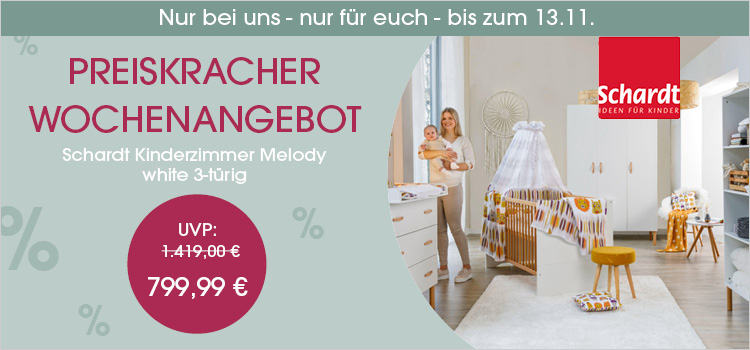 Nur bei uns - nur für euch - bis zum 13.11.
PREISKRACHER
WOCHENANGEBOT
Schardt Kinderzimmer Melody
white 3-türig
UVP:
1.419,00 €
799,99 €
%
%
%
%
Schardt
IDEEN FÜR KINDER